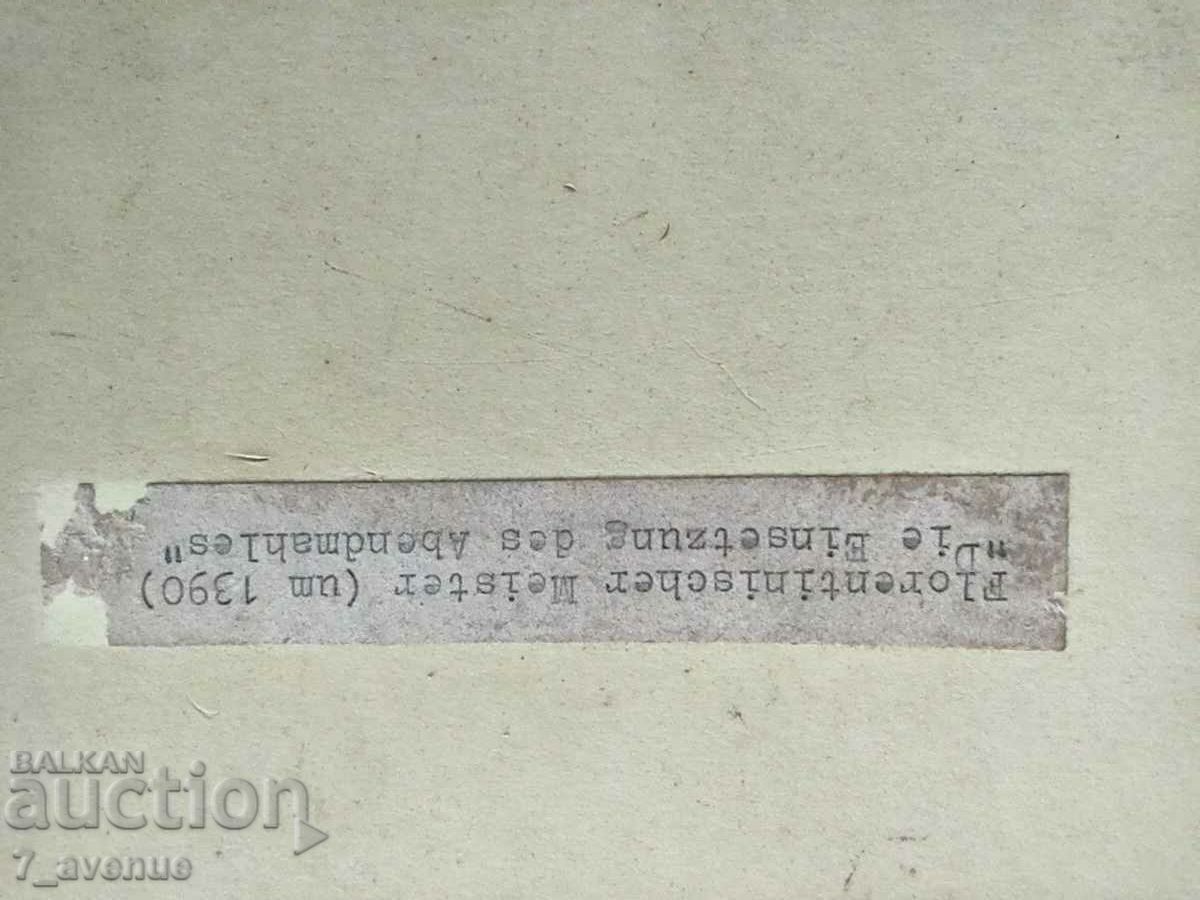 Florentinischer Meister (um 1390)
"Die Einsetzung des Abendmahles"
BALKAN
auction
7_avenue